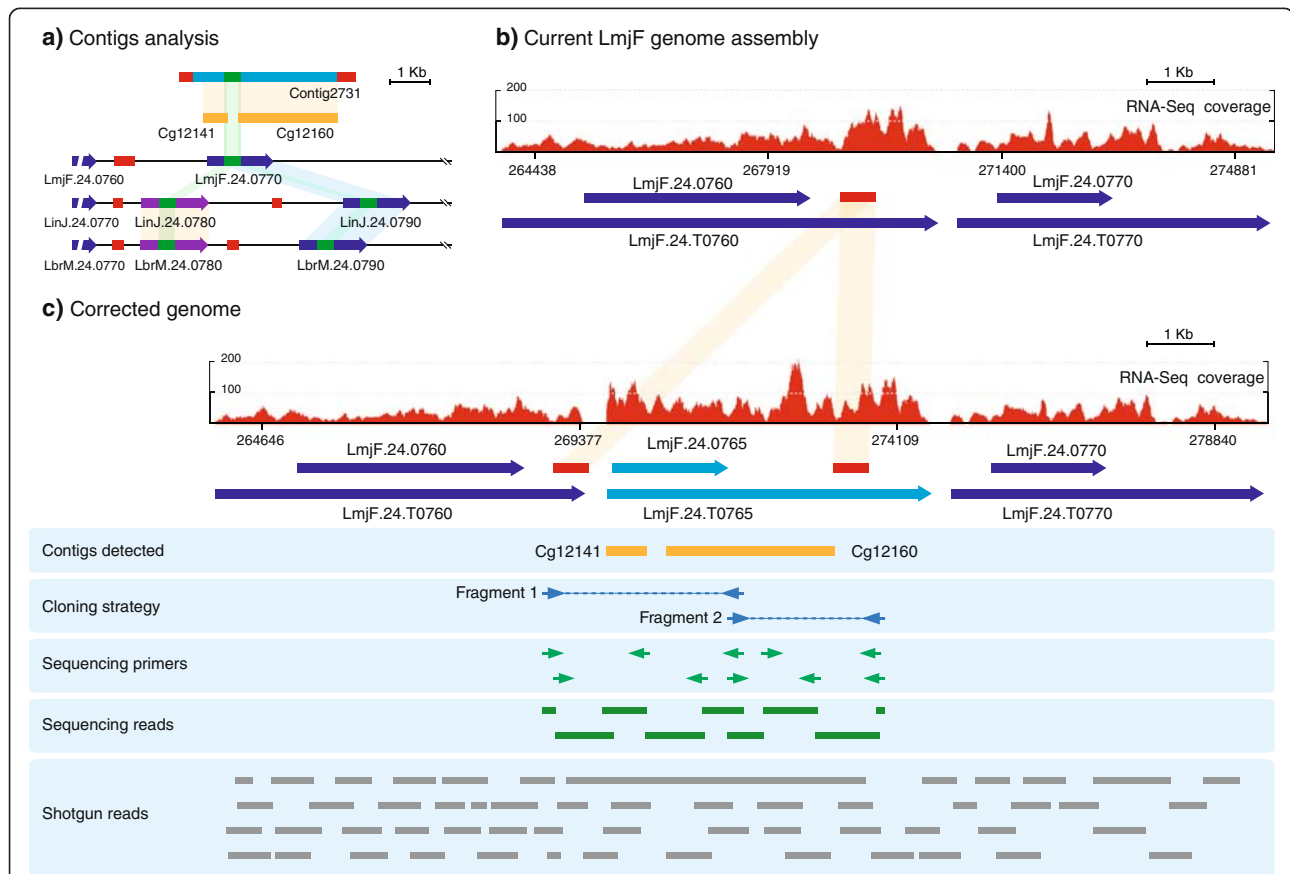 a) Contigs analysis
1 Kb
Contig2731
Cg12141 Cg12160
LmjF.24.0760 LmjF.24.0770
LinJ.24.0770 LinJ.24.0780 LinJ.24.0790
LbrM.24.0770 LbrM.24.0780 LbrM.24.0790
b) Current LmjF genome assembly
1 Kb
200
RNA-Seq coverage
100
264438 267919 271400 274881
LmjF.24.0760 LmjF.24.0770
LmjF.24.T0760 LmjF.24.T0770
c) Corrected genome
1 Kb
200
RNA-Seq coverage
100
264646 269377 274109 278840
LmjF.24.0760 LmjF.24.0765 LmjF.24.0770
LmjF.24.T0760 LmjF.24.T0765 LmjF.24.T0770
Contigs detected Cg12141 Cg12160
Cloning strategy Fragment 1
Fragment 2
Sequencing primers
Sequencing reads
Shotgun reads